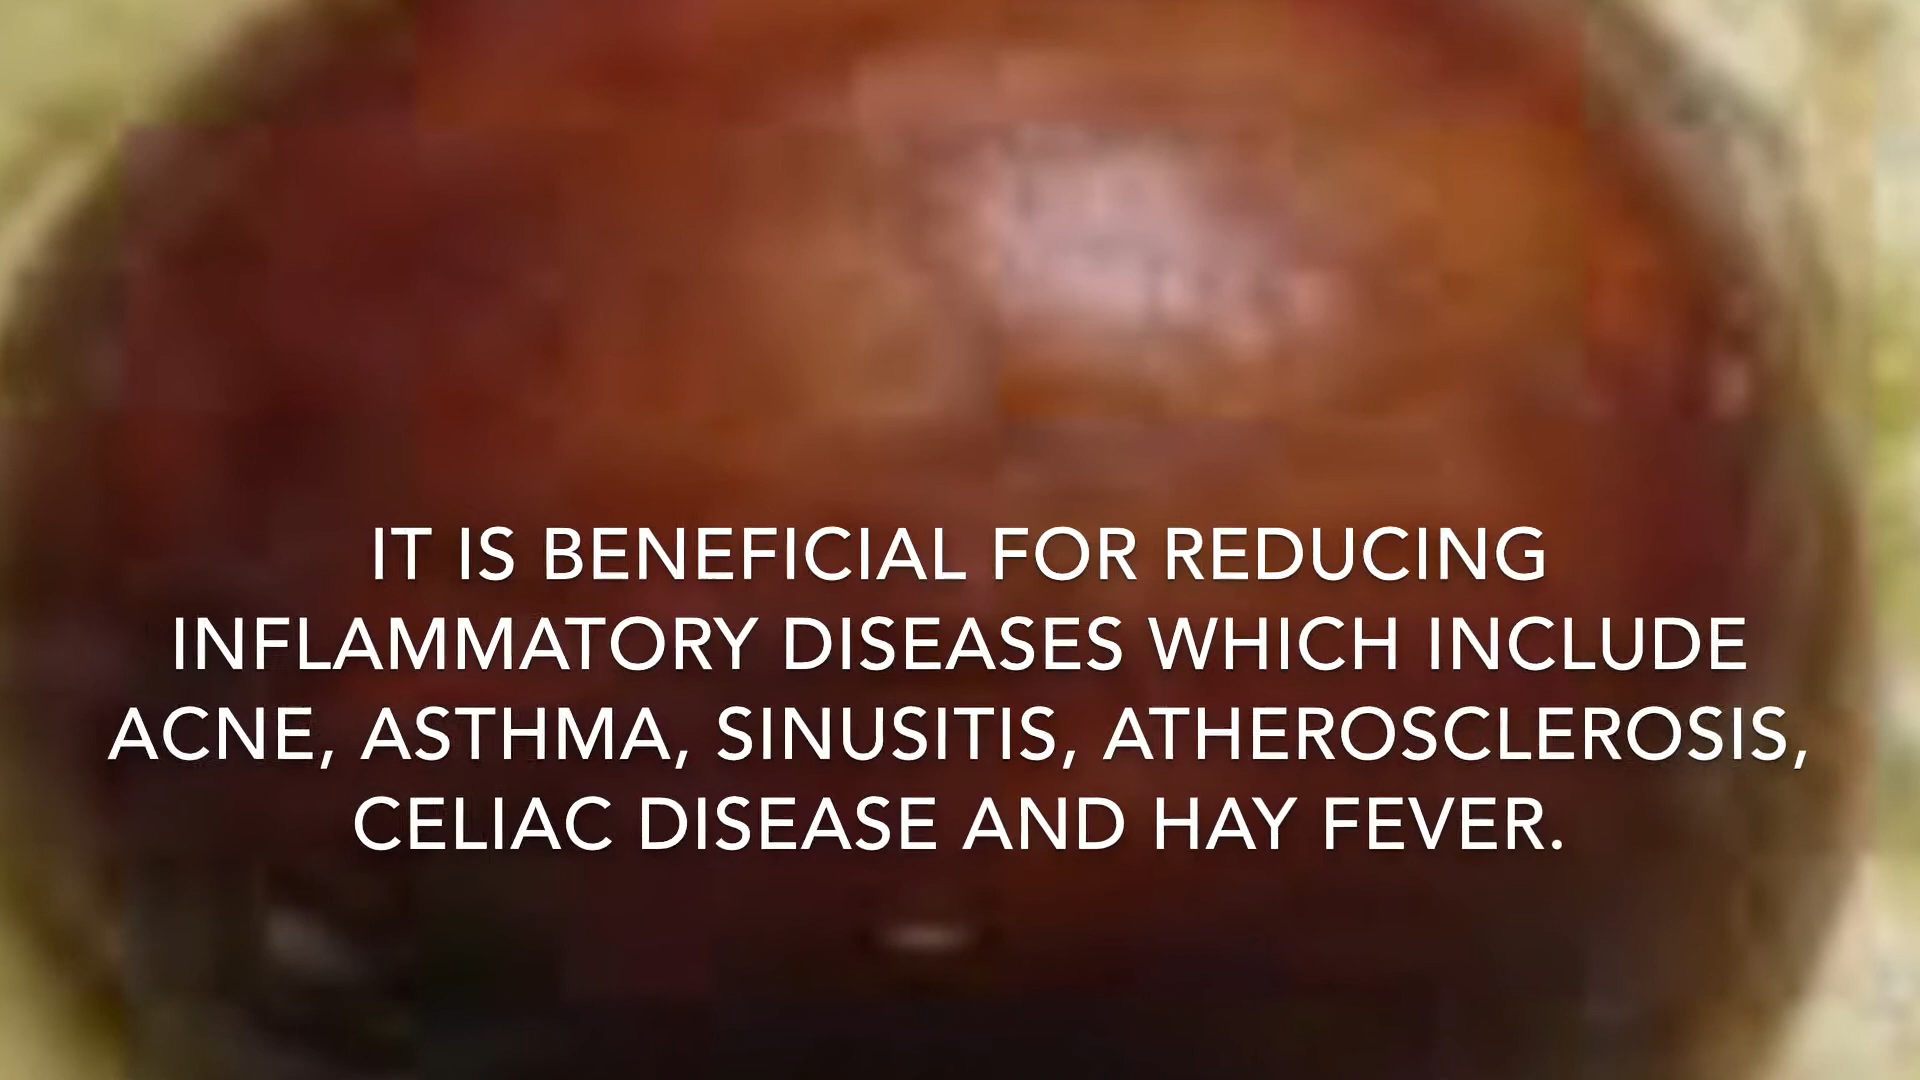 IT IS BENEFICIAL FOR REDUCING
INFLAMMATORY DISEASES WHICH INCLUDE
ACNE, ASTHMA, SINUSITIS, ATHEROSCLEROSIS,
CELIAC DISEASE AND HAY FEVER.